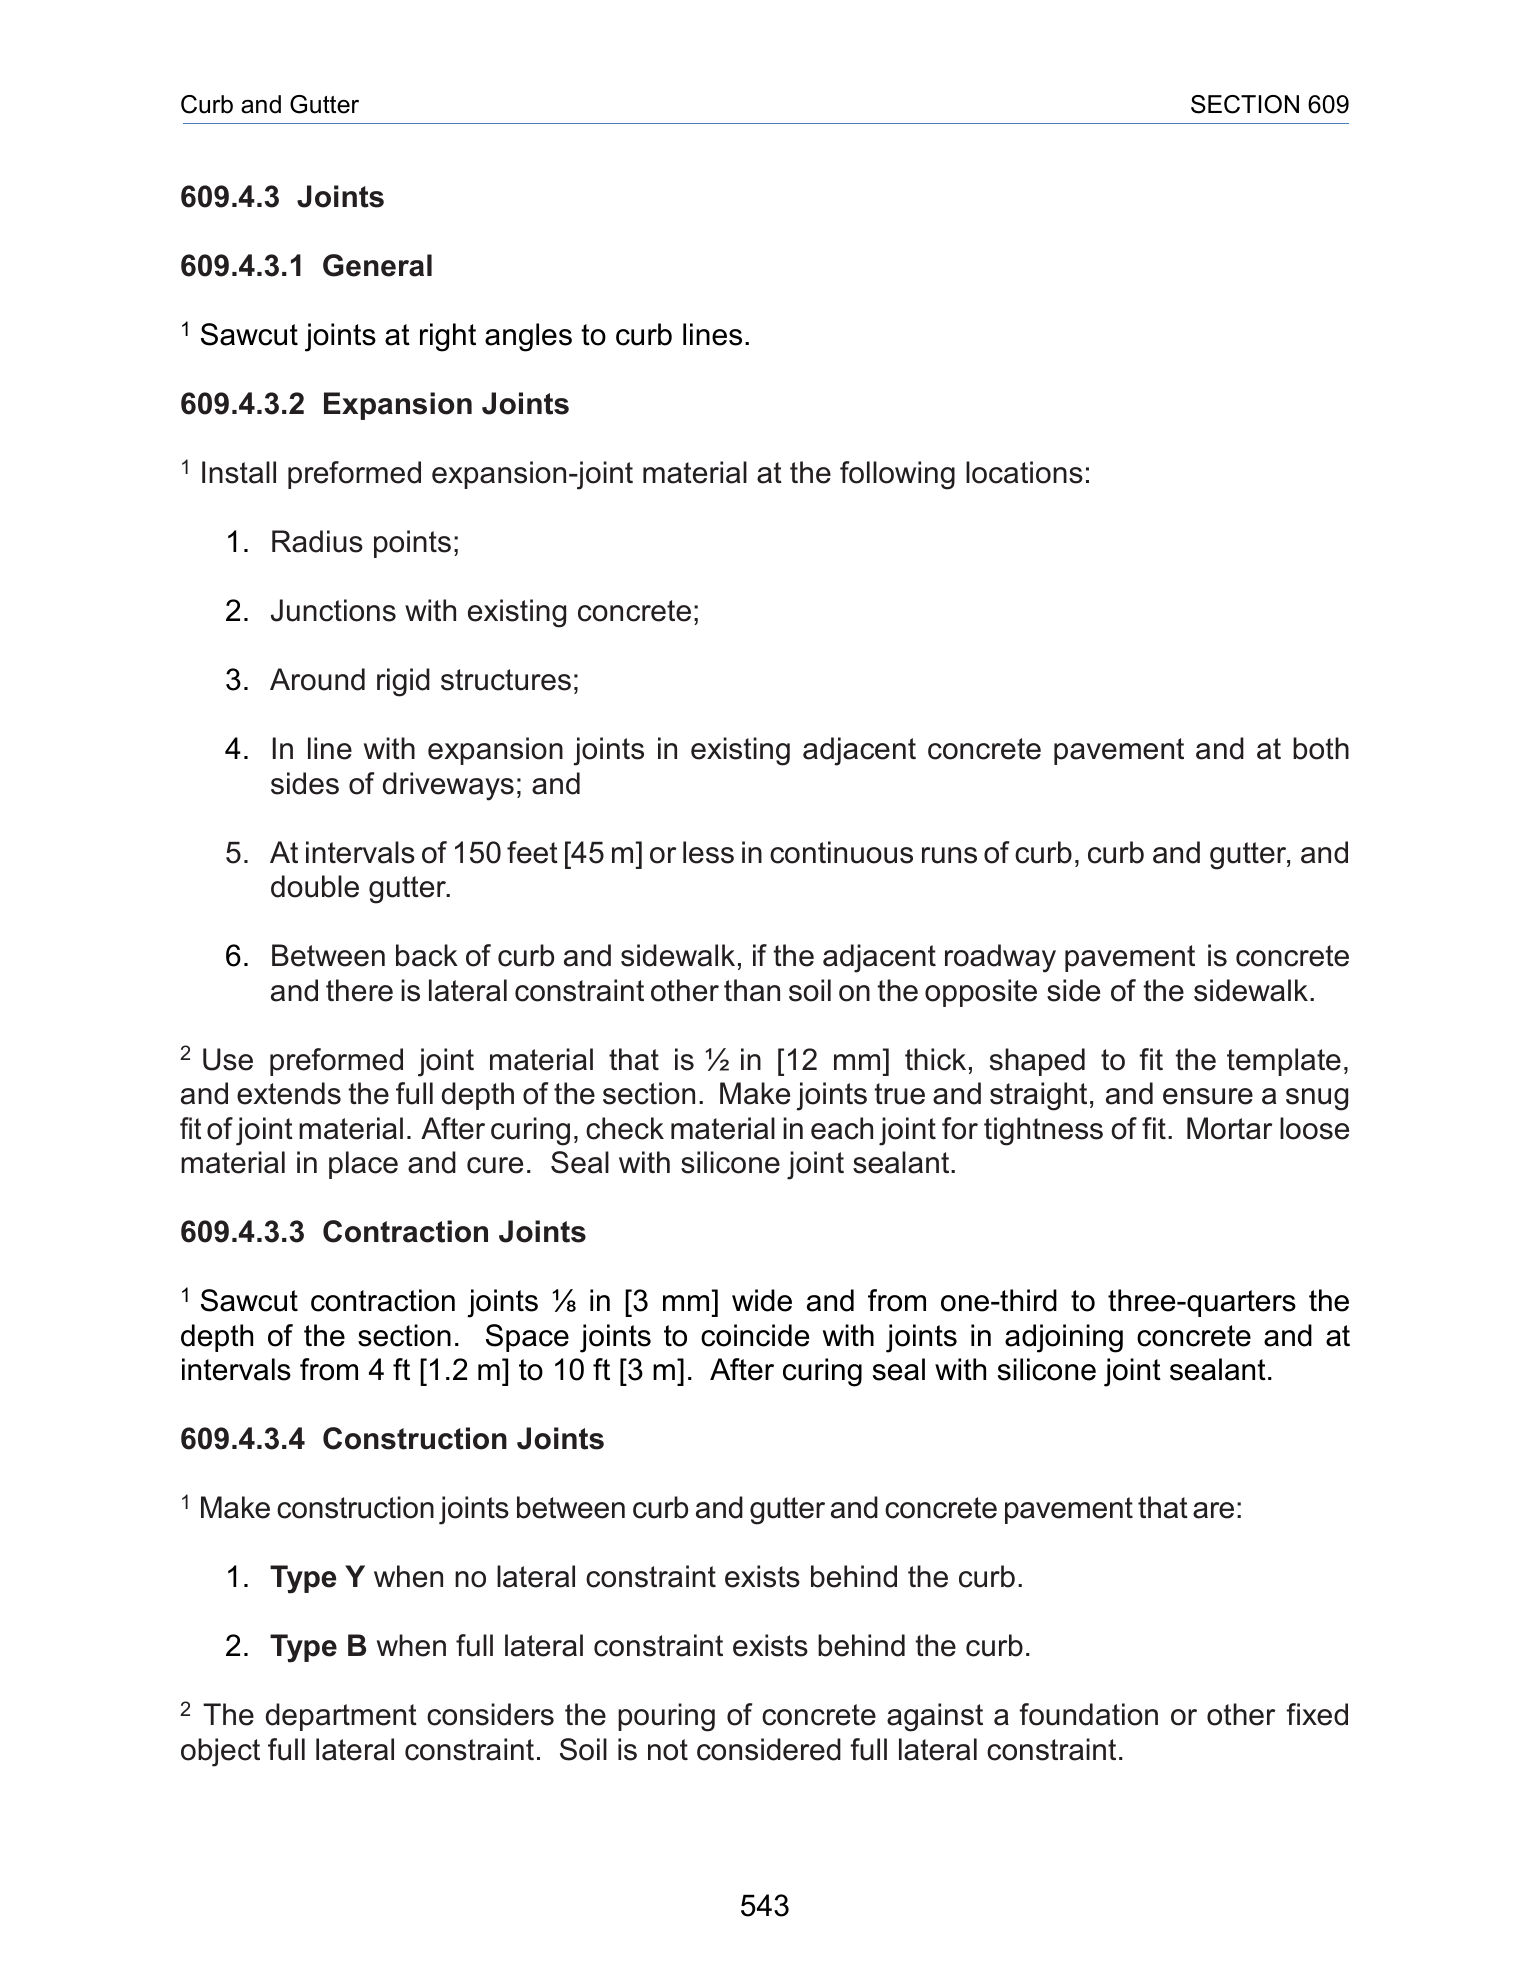 Curb and Gutter SECTION 609
609.4.3 Joints
609.4.3.1 General
1 Sawcut joints at right angles to curb lines.
609.4.3.2 Expansion Joints
1 Install preformed expansion-joint material at the following locations:
1. Radius points;
2. Junctions with existing concrete;
3. Around rigid structures;
4. In line with expansion joints in existing adjacent concrete pavement and at both
sides of driveways; and
5. At intervals of 150 feet [45 m] or less in continuous runs of curb, curb and gutter, and
double gutter.
6. Between back of curb and sidewalk, if the adjacent roadway pavement is concrete
and there is lateral constraint other than soil on the opposite side of the sidewalk.
2 Use preformed joint material that is ½ in [12 mm] thick, shaped to fit the template,
and extends the full depth of the section. Make joints true and straight, and ensure a snug
fit of joint material. After curing, check material in each joint for tightness of fit. Mortar loose
material in place and cure. Seal with silicone joint sealant.
609.4.3.3 Contraction Joints
1 Sawcut contraction joints ⅛ in [3 mm] wide and from one-third to three-quarters the
depth of the section. Space joints to coincide with joints in adjoining concrete and at
intervals from 4 ft [1.2 m] to 10 ft [3 m]. After curing seal with silicone joint sealant.
609.4.3.4 Construction Joints
1 Make construction joints between curb and gutter and concrete pavement that are:
1. Type Y when no lateral constraint exists behind the curb.
2. Type B when full lateral constraint exists behind the curb.
2 The department considers the pouring of concrete against a foundation or other fixed
object full lateral constraint. Soil is not considered full lateral constraint.
543